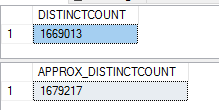 DISTINCTCOUNT
1 1669013
APPROX_DISTINCTCOUNT
1 1679217